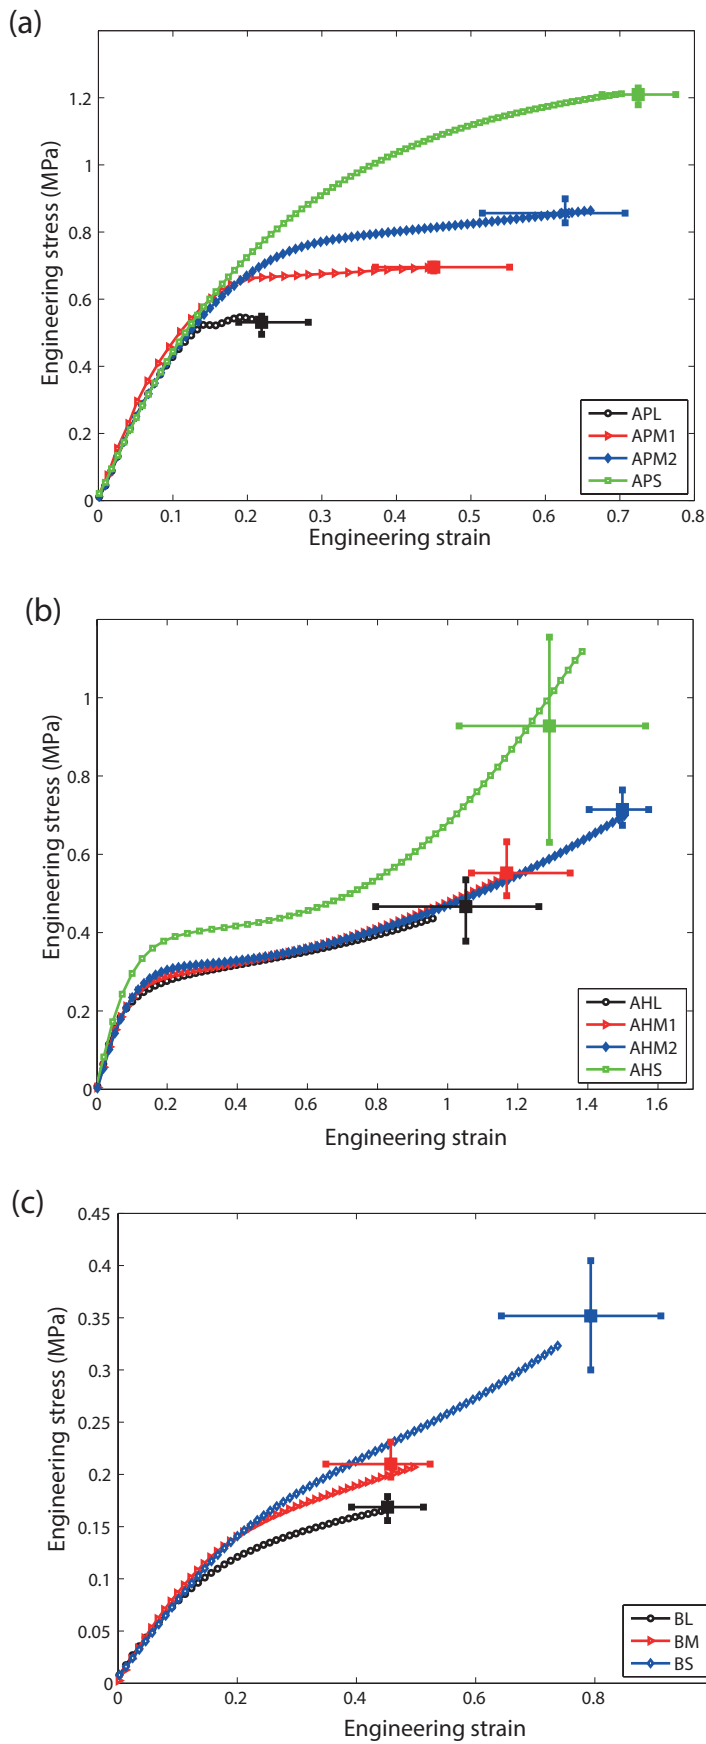 (a)
1.2
1
0.8
0.6
0.4
0.2
0
0 0.1 0.2 0.3 0.4 0.5 0.6 0.7 0.8
Engineering stress (MPa)
Engineering strain
APL
APM1
APM2
APS
(b)
1
0.8
0.6
0.4
0.2
0
0 0.2 0.4 0.6 0.8 1 1.2 1.4 1.6
Engineering stress (MPa)
Engineering strain
AHL
AHM1
AHM2
AHS
(c)
0.45
0.4
0.35
0.3
0.25
0.2
0.15
0.1
0.05
0
0 0.2 0.4 0.6 0.8
Engineering stress (MPa)
Engineering strain
BL
BM
BS